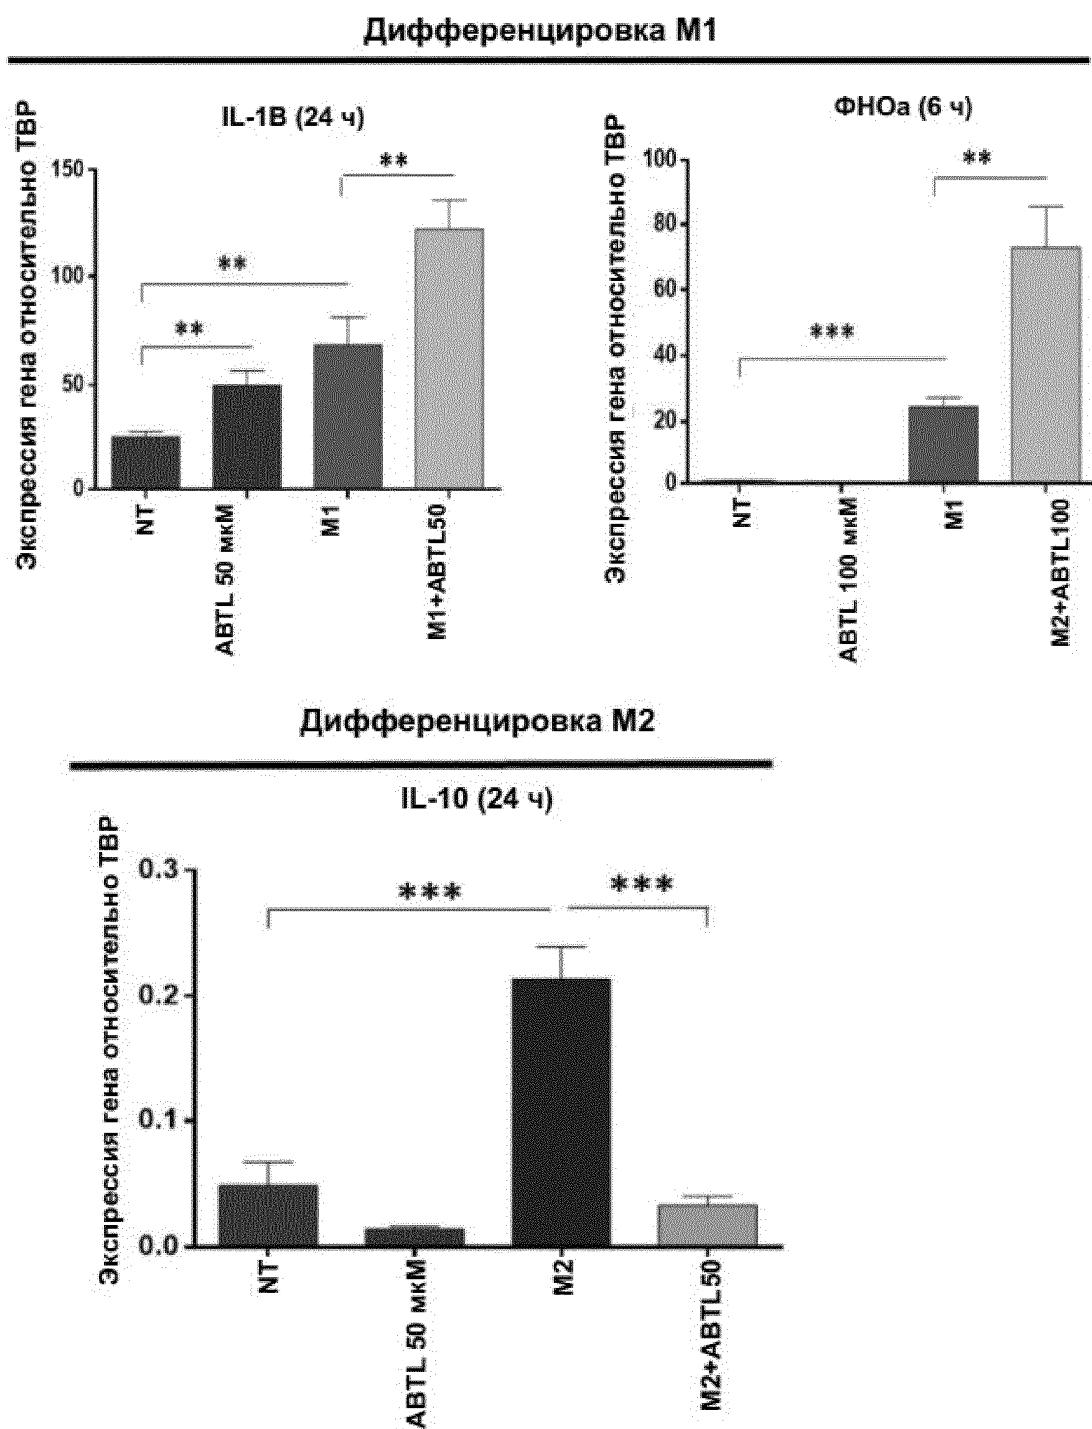 Дифференцировка М1
IL-1B (24 ч)
Экспрессия гена относительно TBP
150
100
50
0
**
**
**
NT
ABTL 50 мкМ
M1
M1+ABTL50
ФНОа (6 ч)
Экспрессия гена относительно TBP
100
80
60
40
20
0
***
**
NT
ABTL 100 мкМ
M1
M2+ABTL100
Дифференцировка М2
IL-10 (24 ч)
Экспрессия гена относительно TBP
0.3
0.2
0.1
0.0
***
***
NT
ABTL 50 мкМ
M2
M2+ABTL50